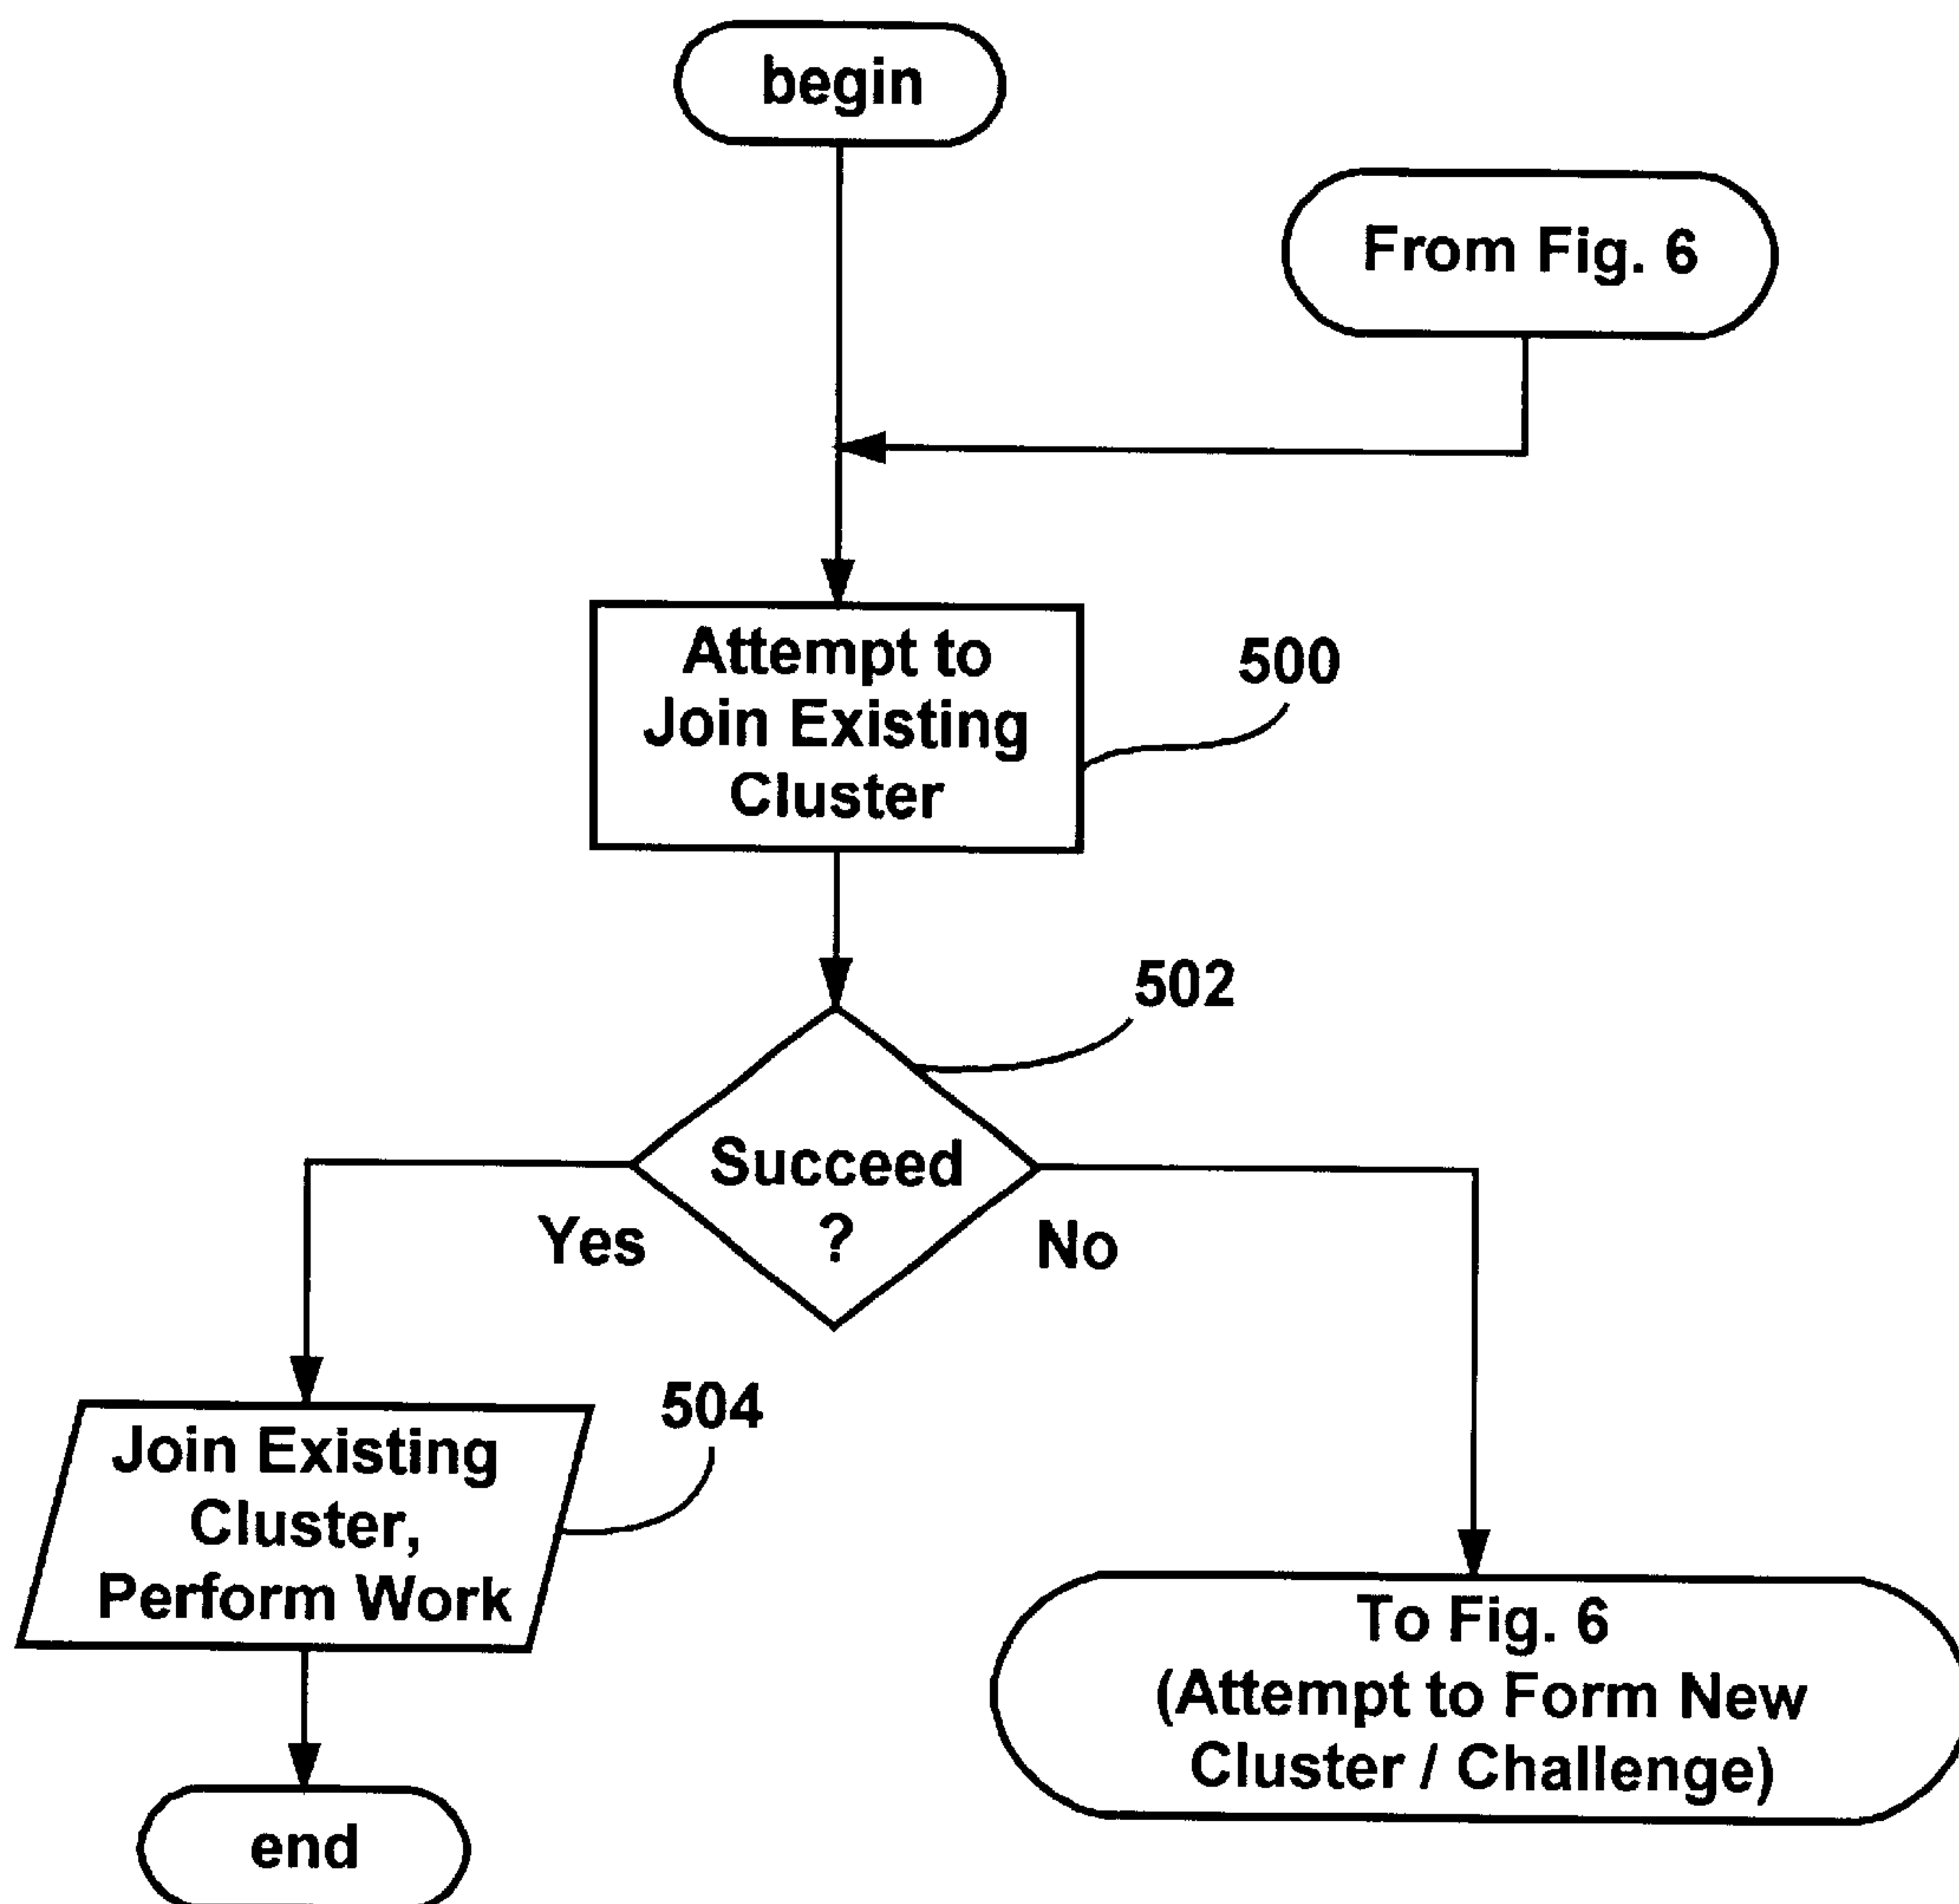 begin
From Fig. 6
Attempt to
Join Existing
Cluster
500
502
Succeed
?
Yes
No
504
Join Existing
Cluster,
Perform Work
To Fig. 6
(Attempt to Form New
Cluster / Challenge)
end